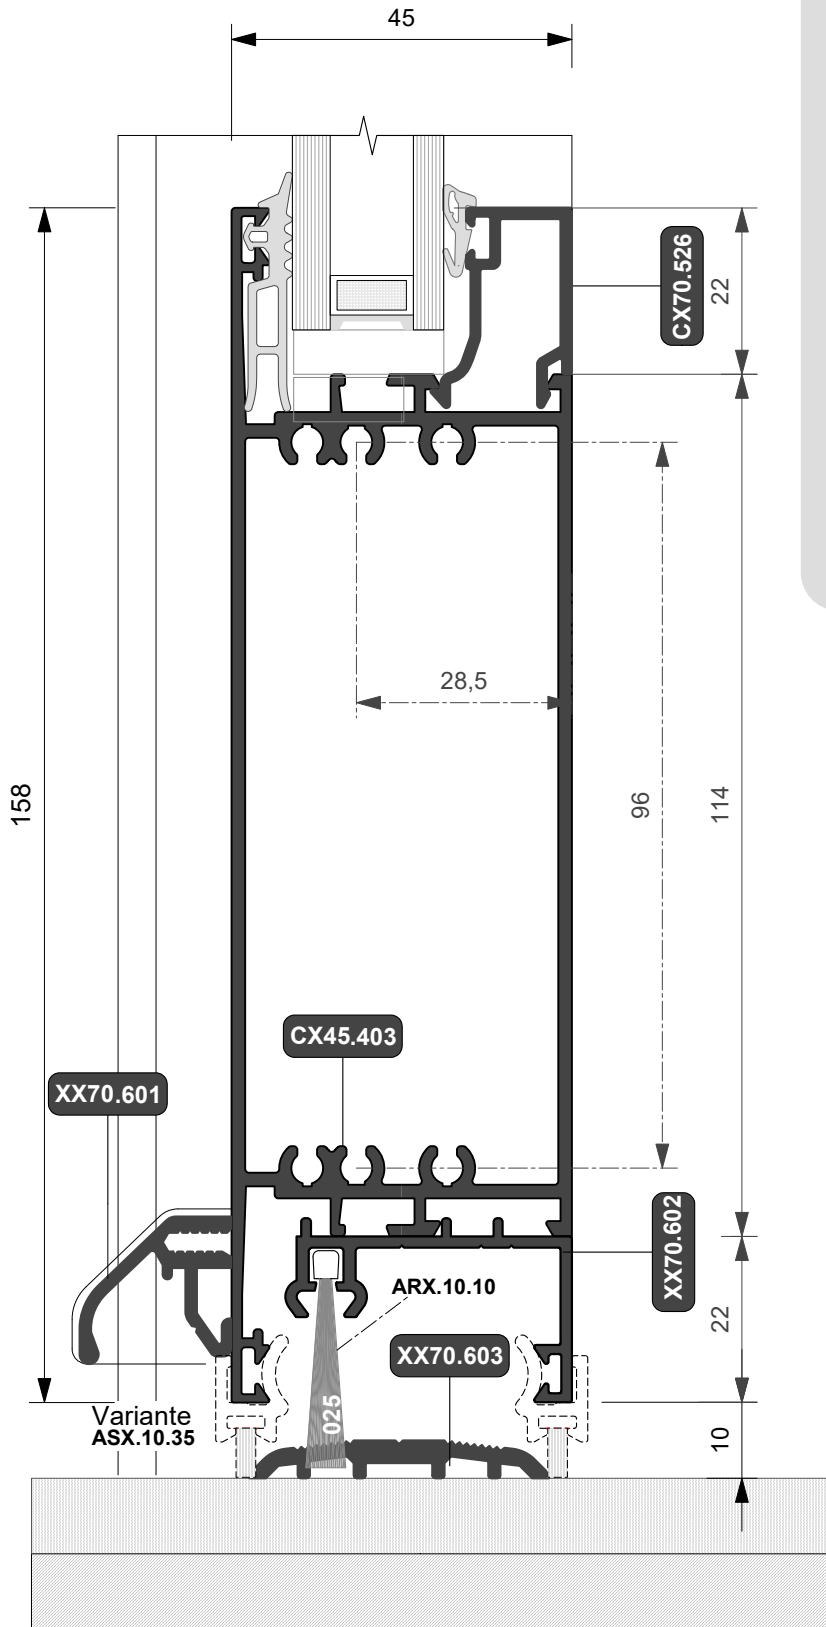 45
CX70.526
22
28,5
158
96
114
CX45.403
XX70.601
XX70.602
ARX.10.10
22
XX70.603
025
Variante
ASX.10.35
10